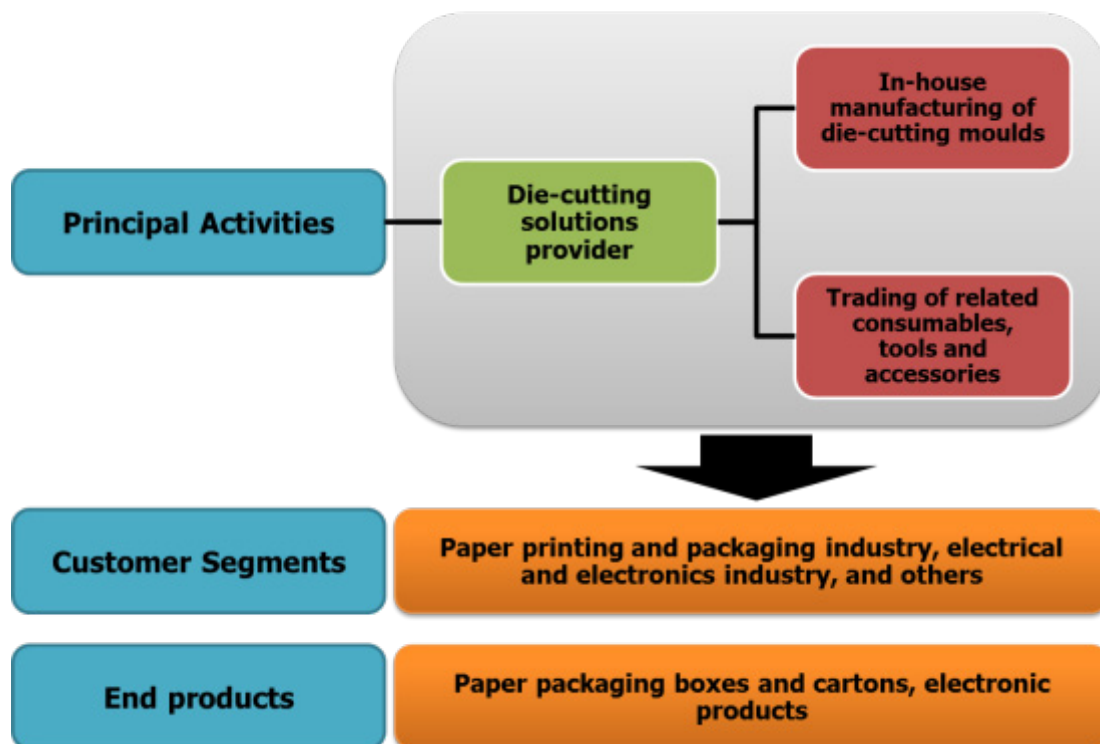 Principal Activities
Die-cutting
solutions
provider
In-house
manufacturing of
die-cutting moulds
Trading of related
consumables,
tools and
accessories
Customer Segments
Paper printing and packaging industry, electrical
and electronics industry, and others
End products
Paper packaging boxes and cartons, electronic
products